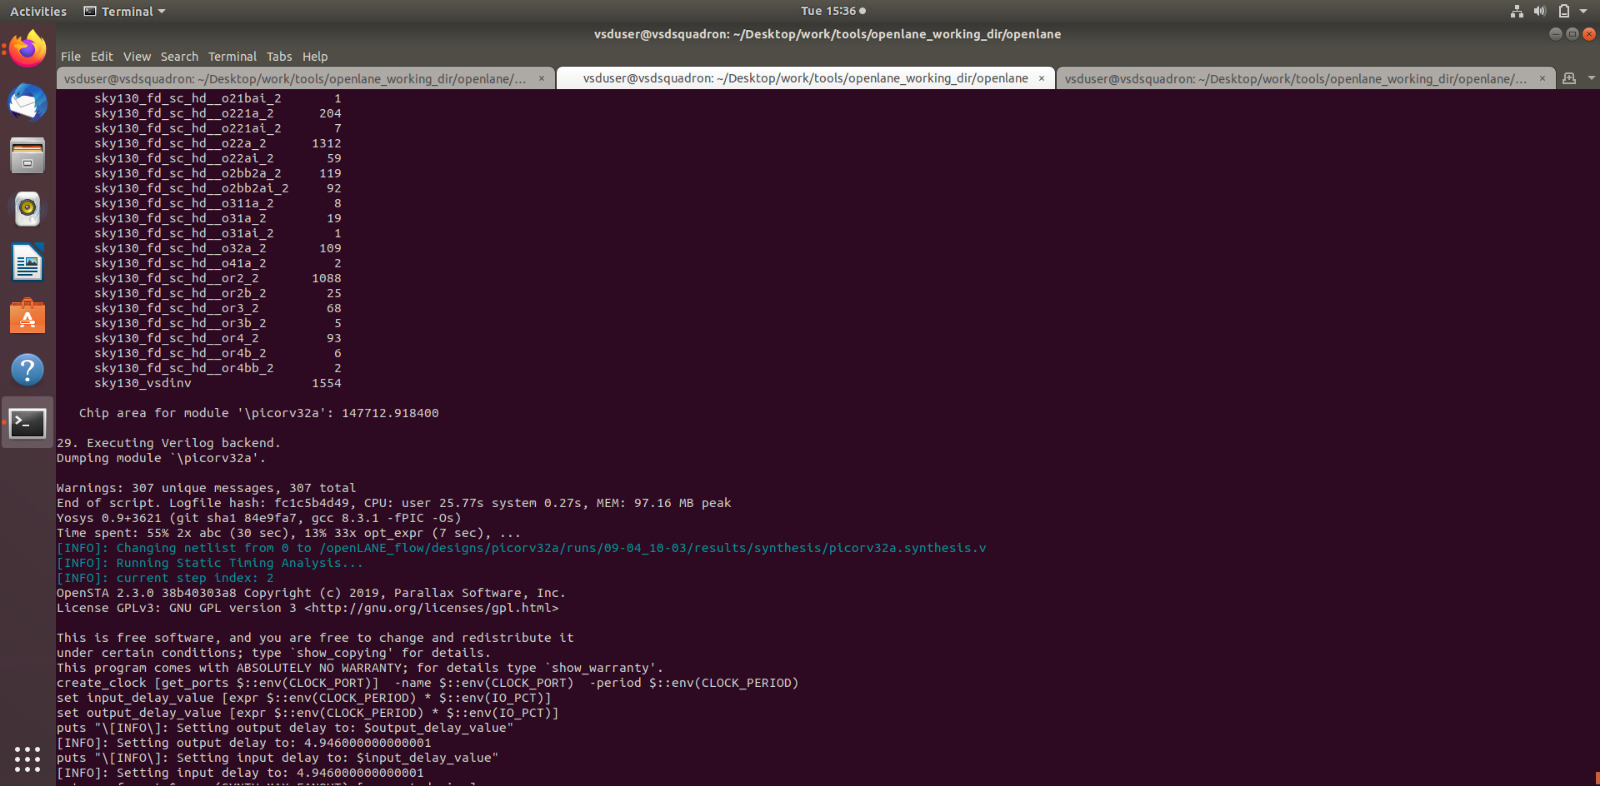 Activities Terminal Tue 15:36
vsduser@vsdsquadron: ~/Desktop/work/tools/openlane_working_dir/openlane
File Edit View Search Terminal Tabs Help
vsduser@vsdsquadron: ~/Desktop/work/tools/openlane_working_dir/openlane/... × vsduser@vsdsquadron: ~/Desktop/work/tools/openlane_working_dir/openlane × vsduser@vsdsquadron: ~/Desktop/work/tools/openlane_working_dir/openlane/... ×
sky130_fd_sc_hd__o21bai_2 1
sky130_fd_sc_hd__o221a_2 204
sky130_fd_sc_hd__o221ai_2 7
sky130_fd_sc_hd__o22a_2 1312
sky130_fd_sc_hd__o22ai_2 59
sky130_fd_sc_hd__o2bb2a_2 119
sky130_fd_sc_hd__o2bb2ai_2 92
sky130_fd_sc_hd__o311a_2 8
sky130_fd_sc_hd__o31a_2 19
sky130_fd_sc_hd__o31ai_2 1
sky130_fd_sc_hd__o32a_2 109
sky130_fd_sc_hd__o41a_2 2
sky130_fd_sc_hd__or2_2 1088
sky130_fd_sc_hd__or2b_2 25
sky130_fd_sc_hd__or3_2 68
sky130_fd_sc_hd__or3b_2 5
sky130_fd_sc_hd__or4_2 93
sky130_fd_sc_hd__or4b_2 6
sky130_fd_sc_hd__or4bb_2 2
sky130_vsdinv 1554
Chip area for module '\picorv32a': 147712.918400
29. Executing Verilog backend.
Dumping module `\picorv32a'.
Warnings: 307 unique messages, 307 total
End of script. Logfile hash: fc1c5b4d49, CPU: user 25.77s system 0.27s, MEM: 97.16 MB peak
Yosys 0.9+3621 (git sha1 84e9fa7, gcc 8.3.1 -fPIC -Os)
Time spent: 55% 2x abc (30 sec), 13% 33x opt_expr (7 sec), ...
[INFO]: Changing netlist from 0 to /openLANE_flow/designs/picorv32a/runs/09-04_10-03/results/synthesis/picorv32a.synthesis.v
[INFO]: Running Static Timing Analysis...
[INFO]: current step index: 2
OpenSTA 2.3.0 38b40303a8 Copyright (c) 2019, Parallax Software, Inc.
License GPLv3: GNU GPL version 3 <http://gnu.org/licenses/gpl.html>
This is free software, and you are free to change and redistribute it
under certain conditions; type `show_copying' for details.
This program comes with ABSOLUTELY NO WARRANTY; for details type `show_warranty'.
create_clock [get_ports $::env(CLOCK_PORT)]  -name $::env(CLOCK_PORT)  -period $::env(CLOCK_PERIOD)
set input_delay_value [expr $::env(CLOCK_PERIOD) * $::env(IO_PCT)]
set output_delay_value [expr $::env(CLOCK_PERIOD) * $::env(IO_PCT)]
puts "\[INFO\]: Setting output delay to: $output_delay_value"
[INFO]: Setting output delay to: 4.946000000000001
puts "\[INFO\]: Setting input delay to: $input_delay_value"
[INFO]: Setting input delay to: 4.946000000000001